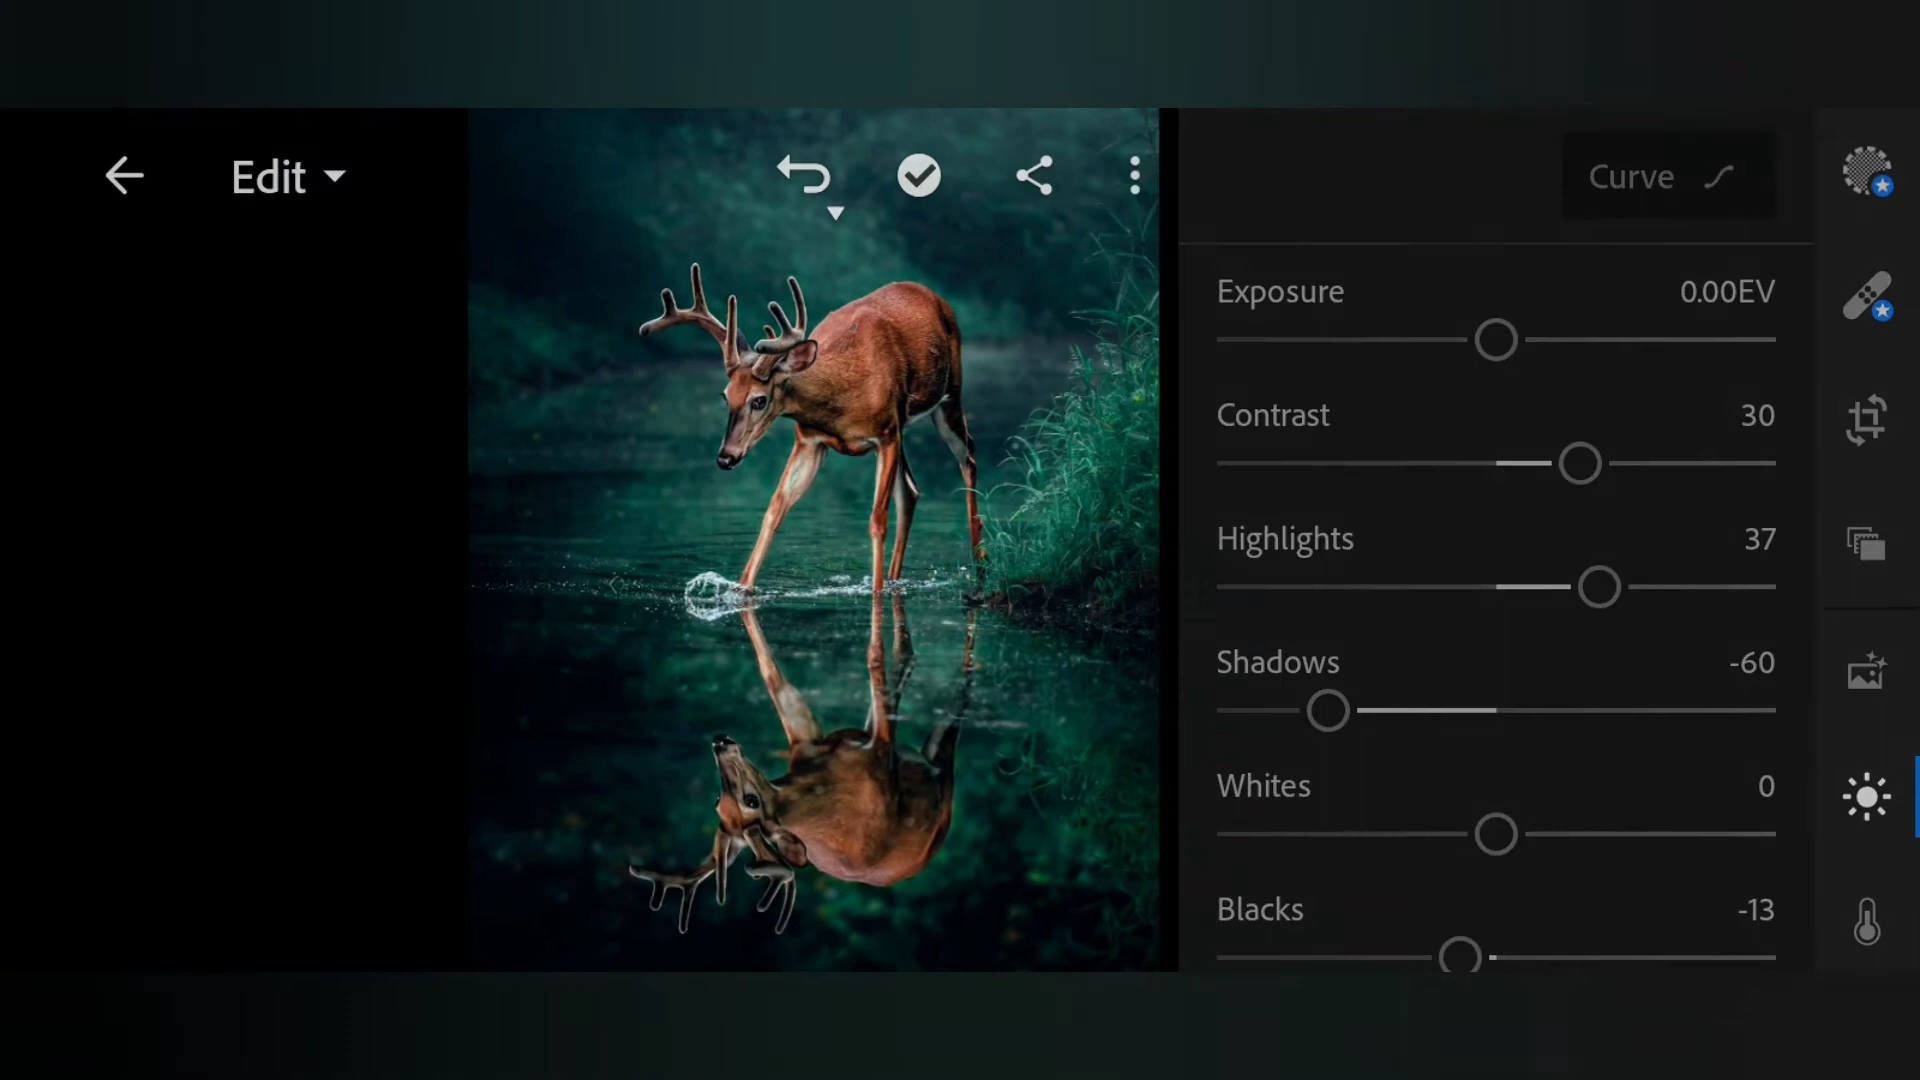 Edit
Curve
Exposure 0.00EV
Contrast 30
Highlights 37
Shadows -60
Whites 0
Blacks -13